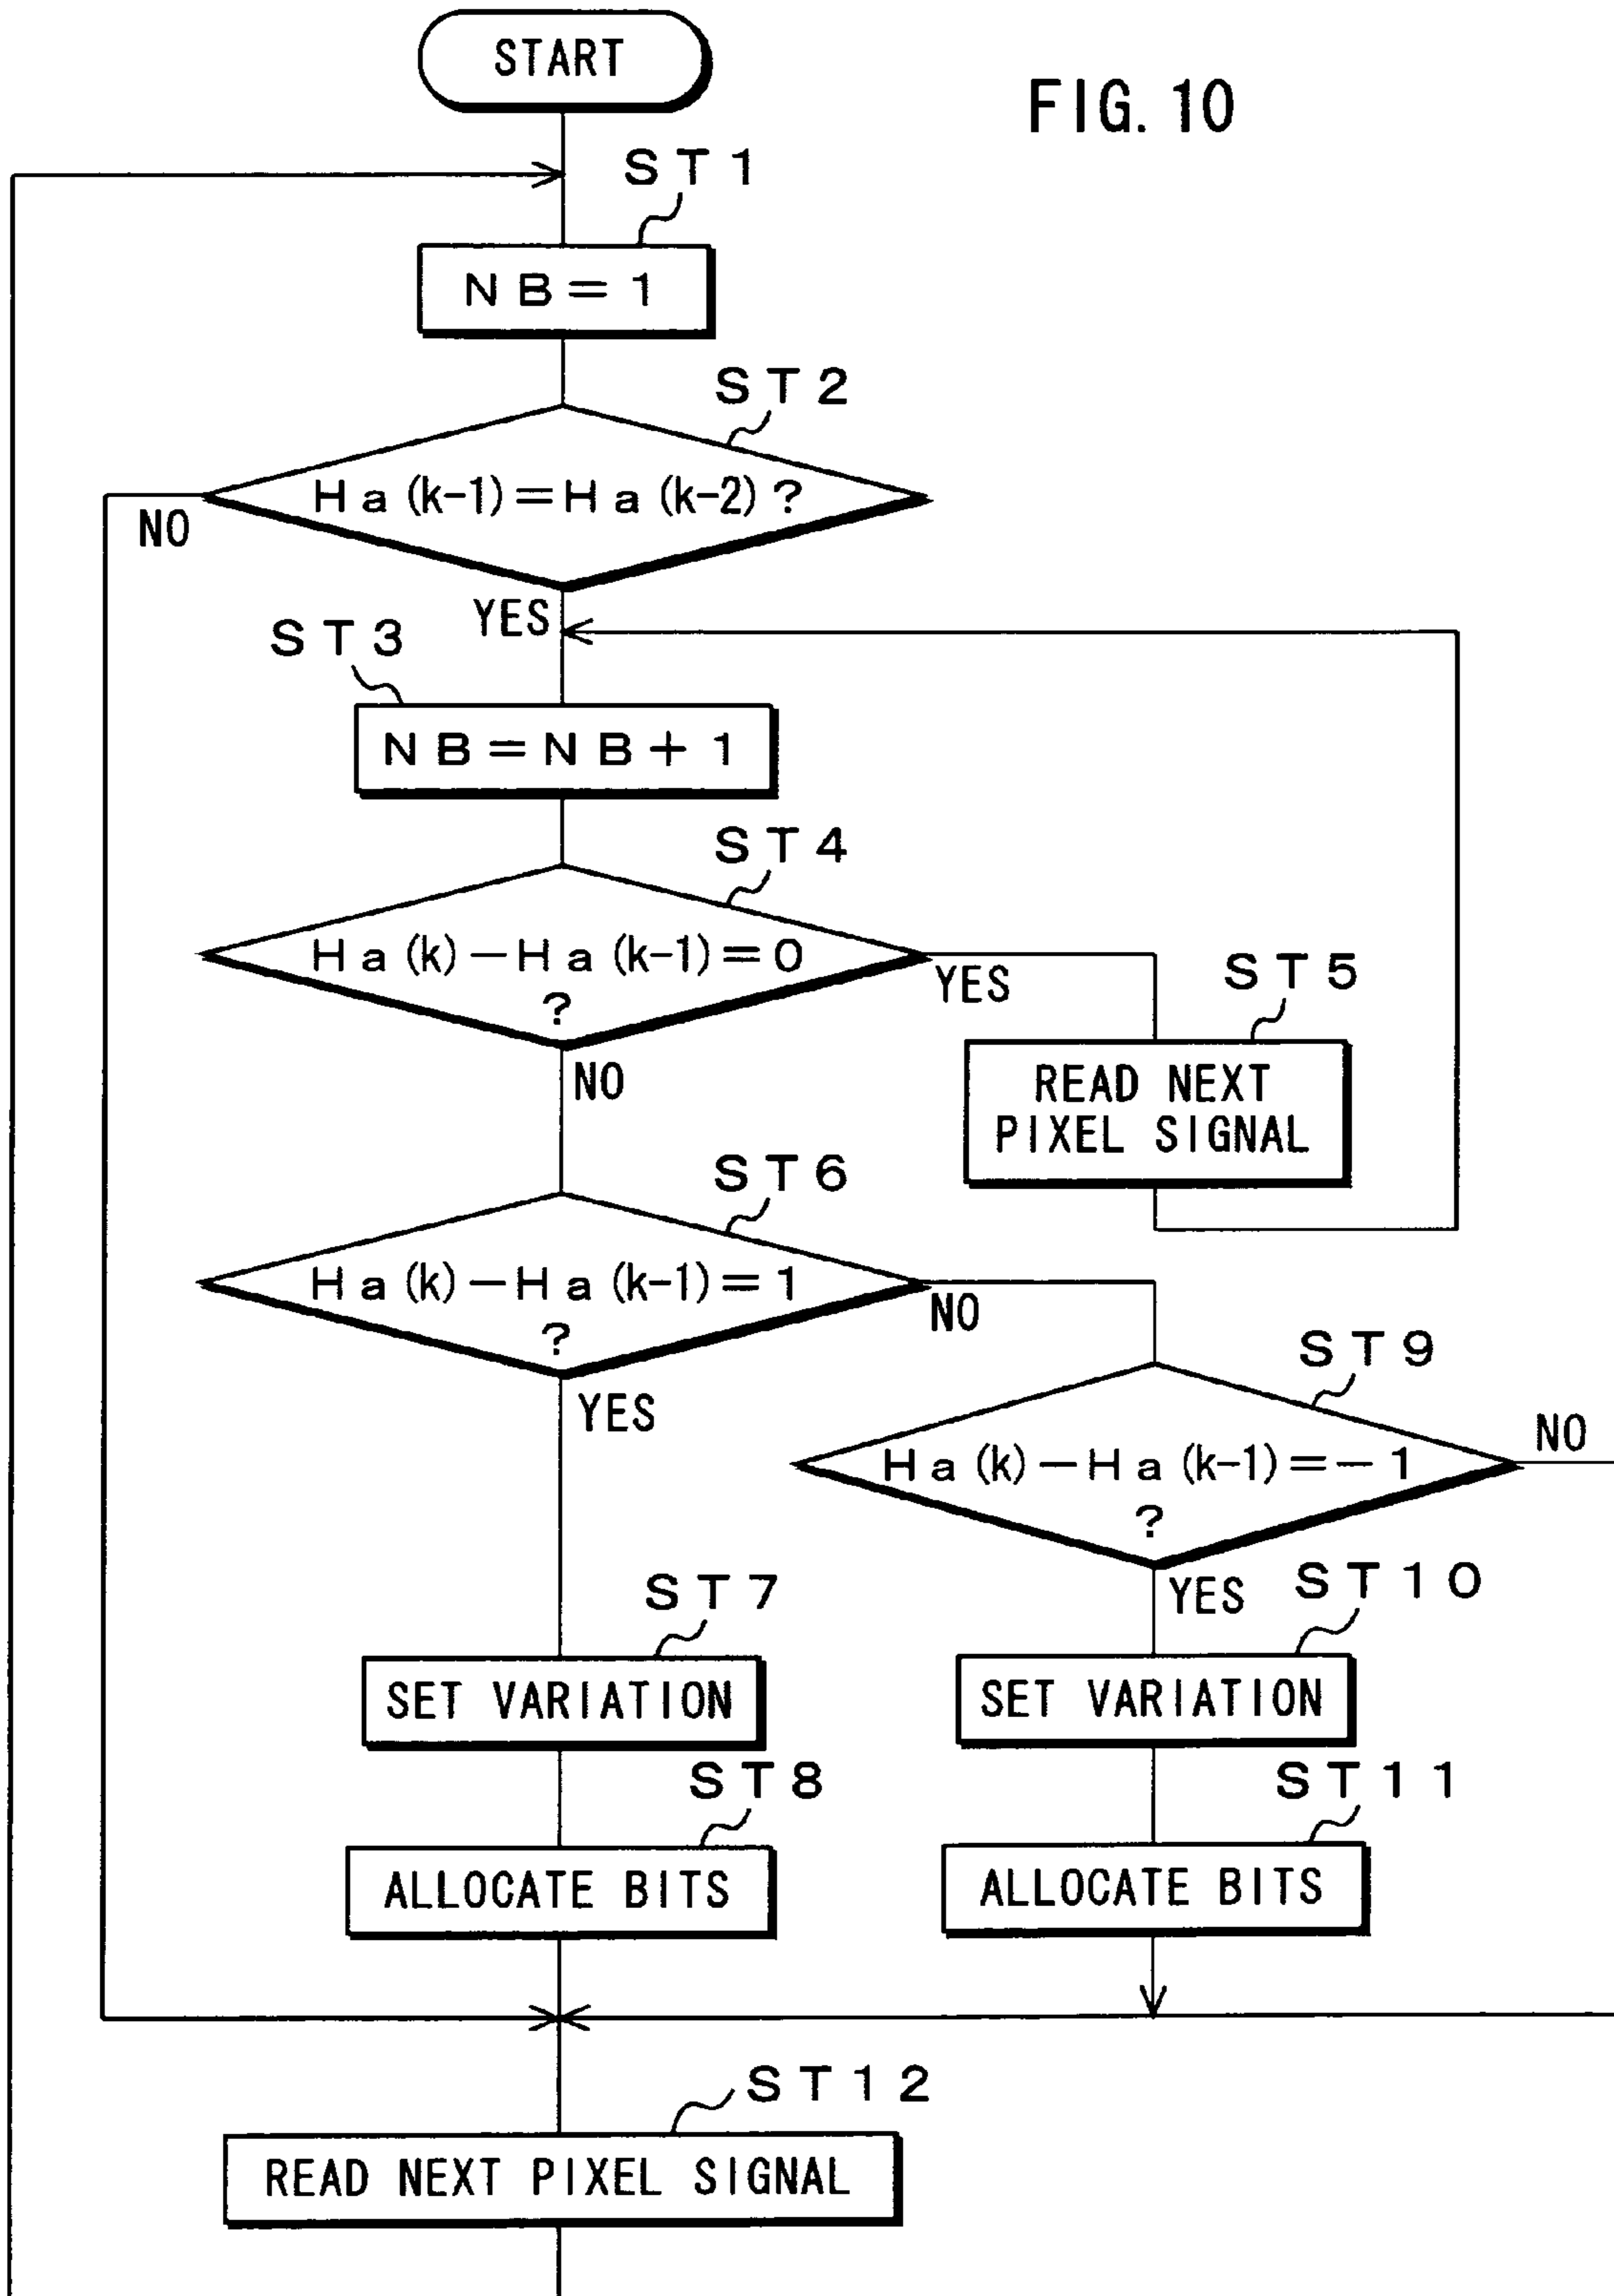 START
FIG. 10
ST1
NB=1
ST2
Ha(k-1)=Ha(k-2)?
NO
YES
ST3
NB=NB+1
ST4
Ha(k)-Ha(k-1)=0
?
YES
ST5
NO
READ NEXT
PIXEL SIGNAL
ST6
Ha(k)-Ha(k-1)=1
?
NO
YES
ST9
NO
Ha(k)-Ha(k-1)=-1
?
YES
ST7
ST10
SET VARIATION
SET VARIATION
ST8
ST11
ALLOCATE BITS
ALLOCATE BITS
ST12
READ NEXT PIXEL SIGNAL